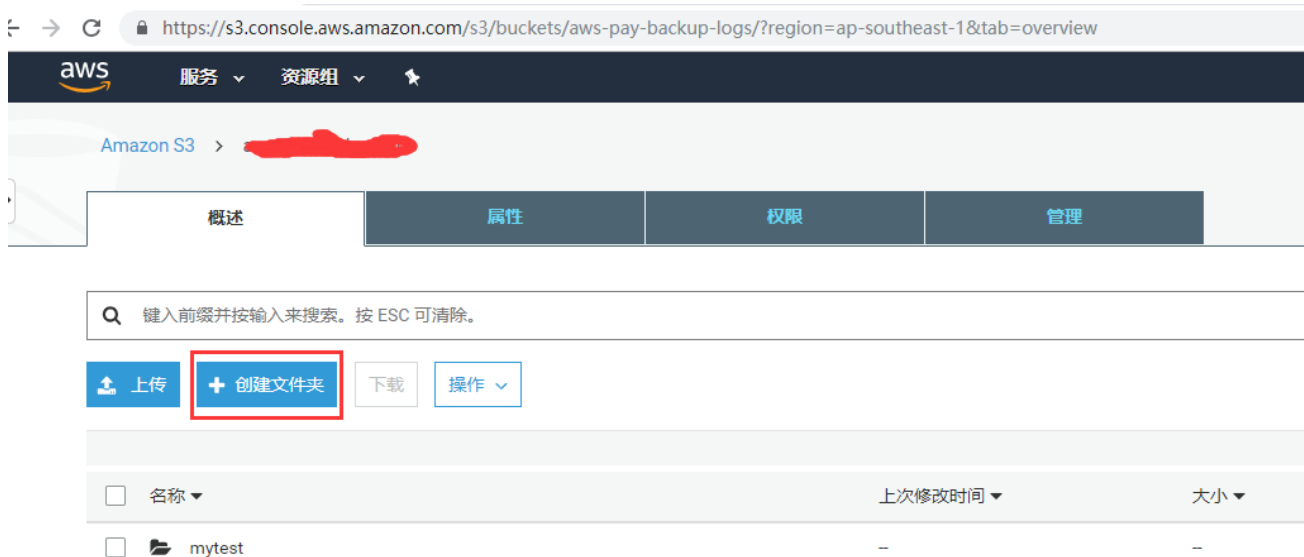 https://s3.console.aws.amazon.com/s3/buckets/aws-pay-backup-logs/?region=ap-southeast-1&tab=overview
aws 服务 资源组
Amazon S3 >
概述 属性 权限 管理
键入前缀并按输入来搜索。按 ESC 可清除。
上传 + 创建文件夹 下载 操作
名称 上次修改时间 大小
mytest -- --